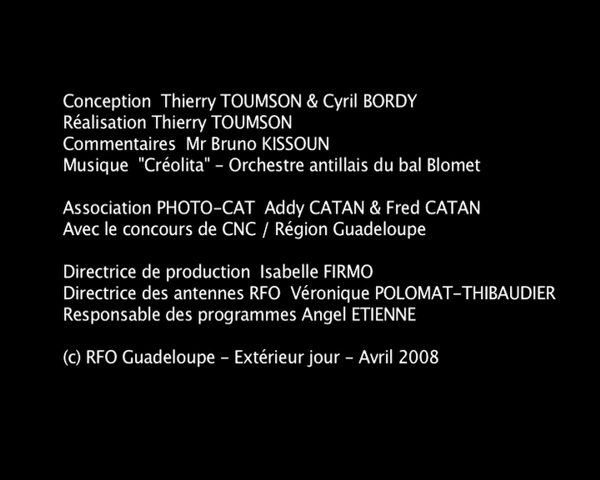 Conception  Thierry TOUMSON & Cyril BORDY
Réalisation Thierry TOUMSON
Commentaires  Mr Bruno KISSOUN
Musique  "Créolita" - Orchestre antillais du bal Blomet
Association PHOTO-CAT  Addy CATAN & Fred CATAN
Avec le concours de CNC / Région Guadeloupe
Directrice de production  Isabelle FIRMO
Directrice des antennes RFO  Véronique POLOMAT-THIBAUDIER
Responsable des programmes Angel ETIENNE
(c) RFO Guadeloupe - Extérieur jour - Avril 2008